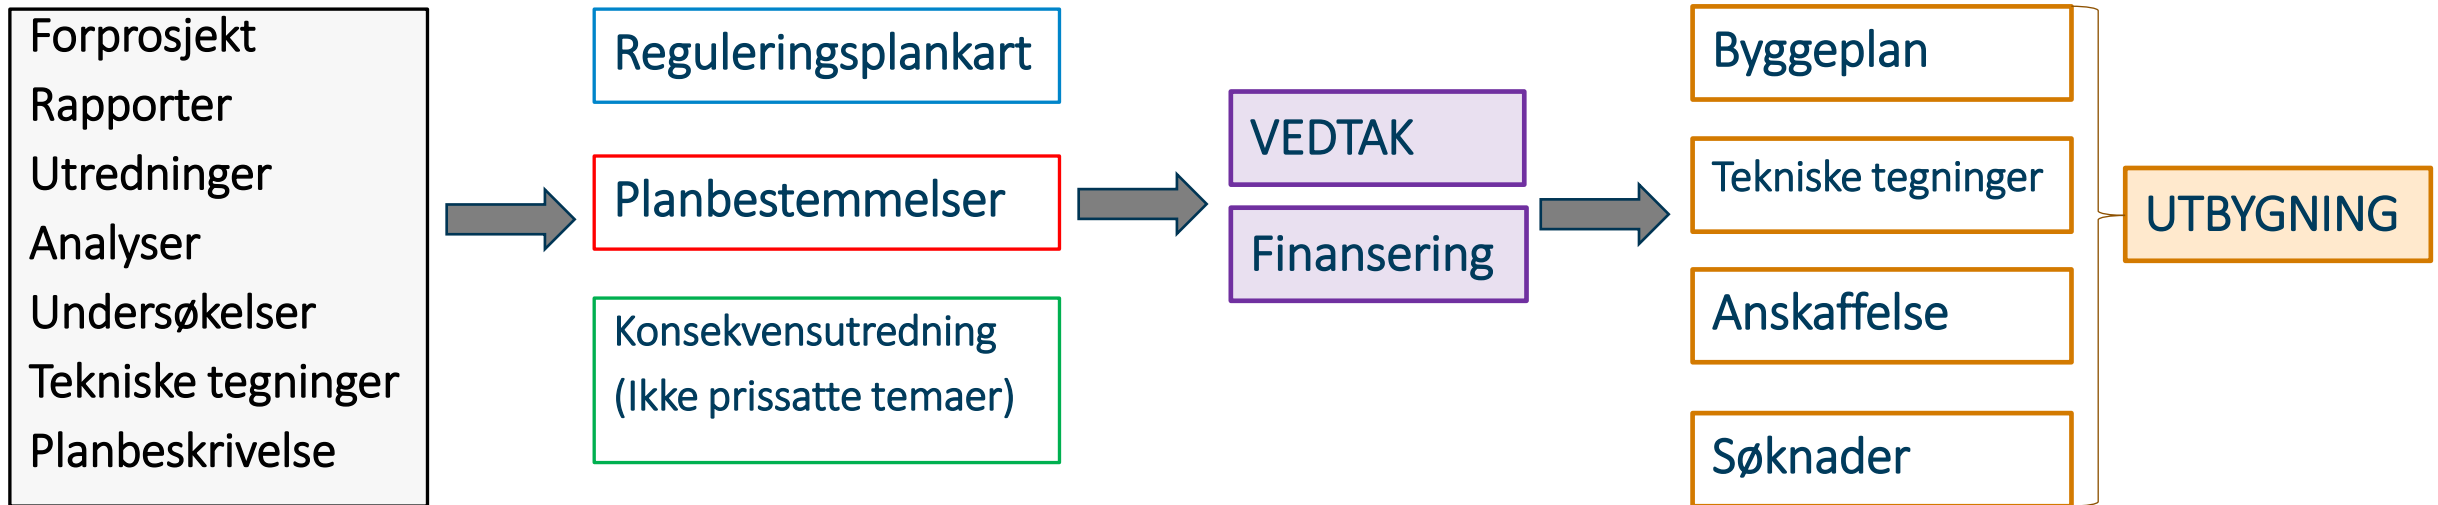 Forprosjekt
Rapporter
Utredninger
Analyser
Undersøkelser
Tekniske tegninger
Planbeskrivelse
Reguleringsplankart
Planbestemmelser
Konsekvensutredning
(Ikke prissatte temaer)
VEDTAK
Finansering
Byggeplan
Tekniske tegninger
Anskaffelse
Søknader
UTBYGNING